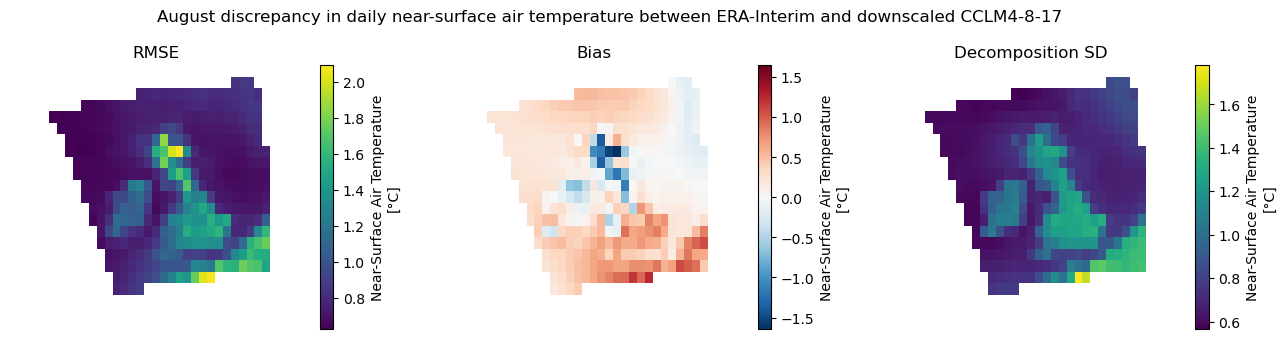 August discrepancy in daily near-surface air temperature between ERA-Interim and downscaled CCLM4-8-17
RMSE
2.0
1.8
1.6
1.4
1.2
1.0
0.8
Near-Surface Air Temperature
[°C]
Bias
1.5
1.0
0.5
0.0
−0.5
−1.0
−1.5
Near-Surface Air Temperature
[°C]
Decomposition SD
1.6
1.4
1.2
1.0
0.8
0.6
Near-Surface Air Temperature
[°C]